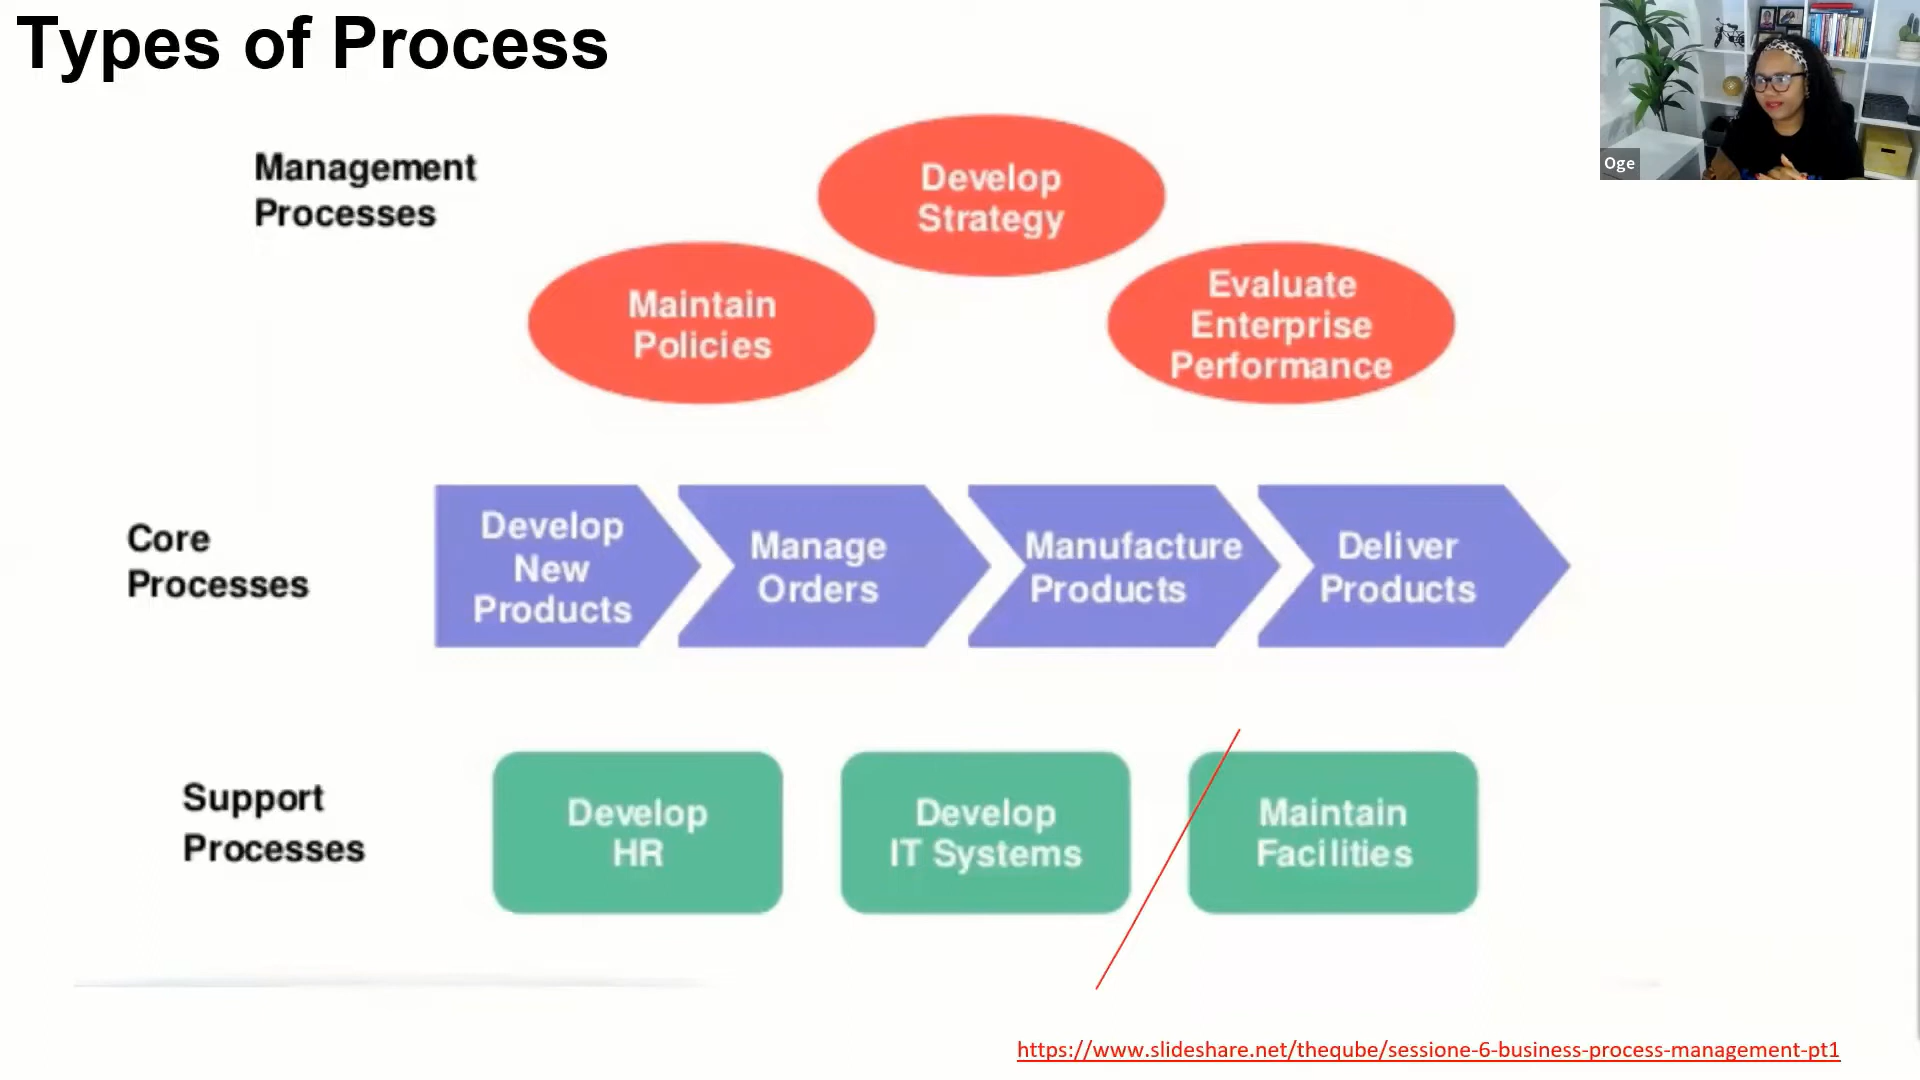 Types of Process
Oge
Management
Processes
Develop
Strategy
Maintain
Policies
Evaluate
Enterprise
Performance
Core
Processes
Develop
New
Products
Manage
Orders
Manufacture
Products
Deliver
Products
Support
Processes
Develop
HR
Develop
IT Systems
Maintain
Facilities
https://www.slideshare.net/theqube/sessione-6-business-process-management-pt1